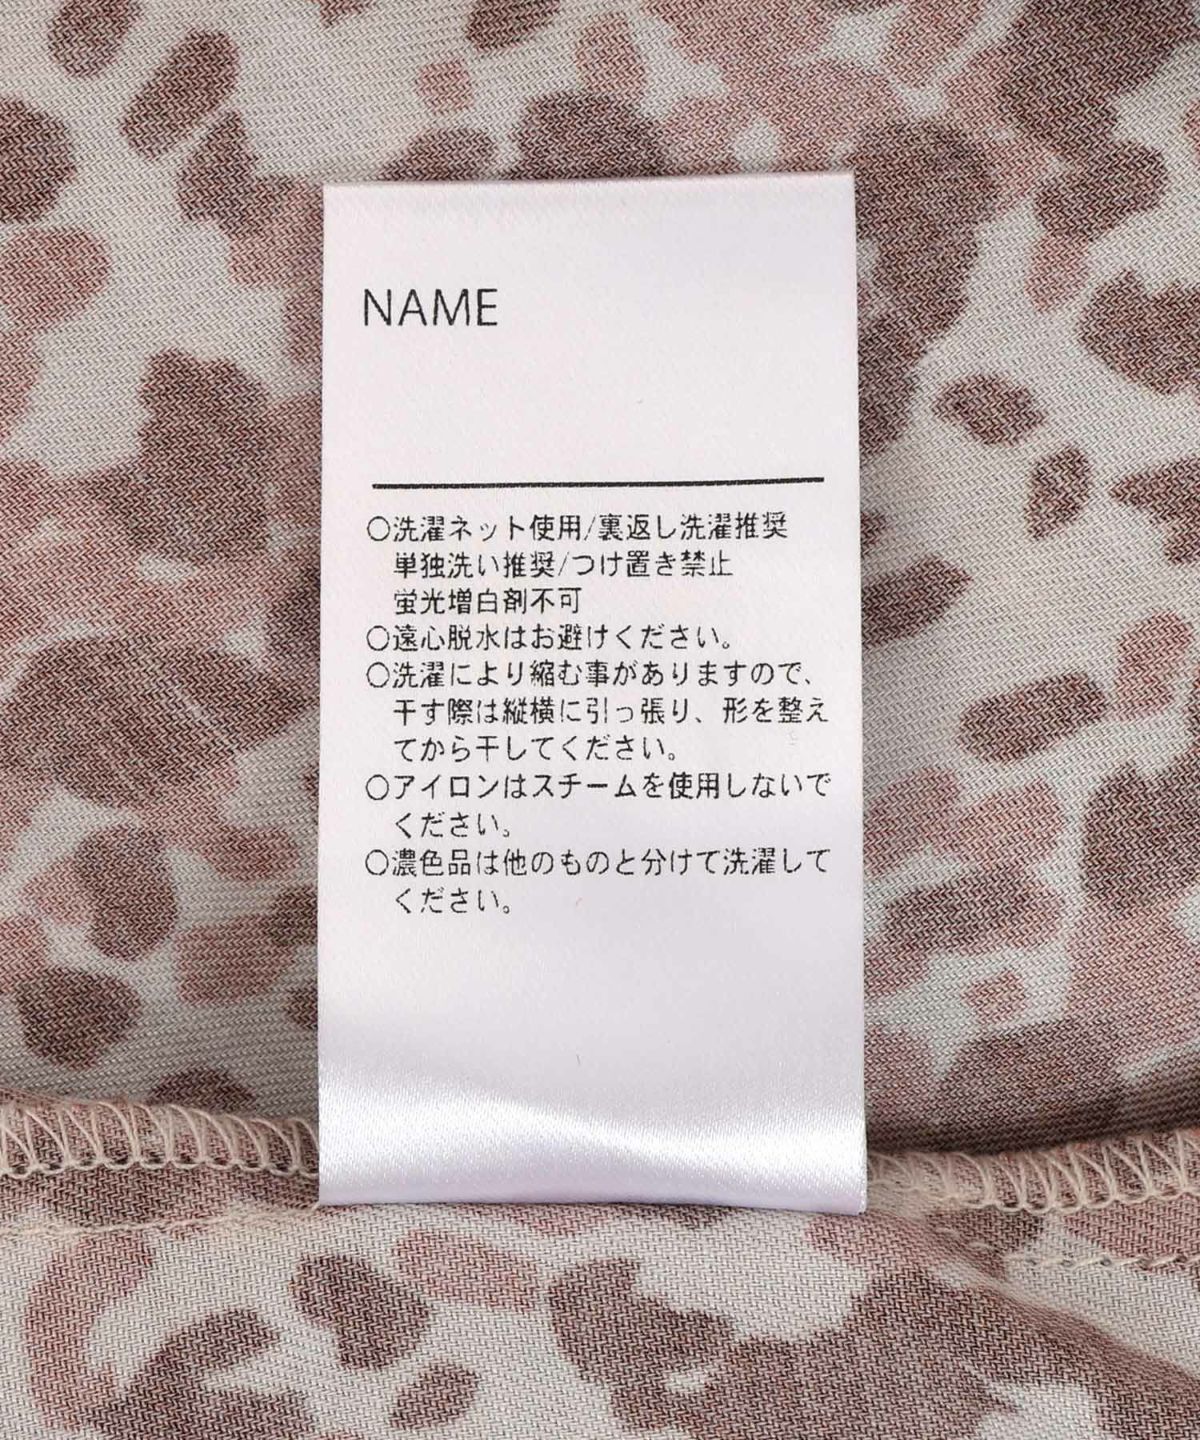 NAME
○洗濯ネット使用/裏返し洗濯推奨
単独洗い推奨/つけ置き禁止
蛍光増白剤不可
○遠心脱水はお避けください。
○洗濯により縮む事がありますので、
干す際は縦横に引っ張り、形を整え
てから干してください。
○アイロンはスチームを使用しないで
ください。
○濃色品は他のものと分けて洗濯して
ください。